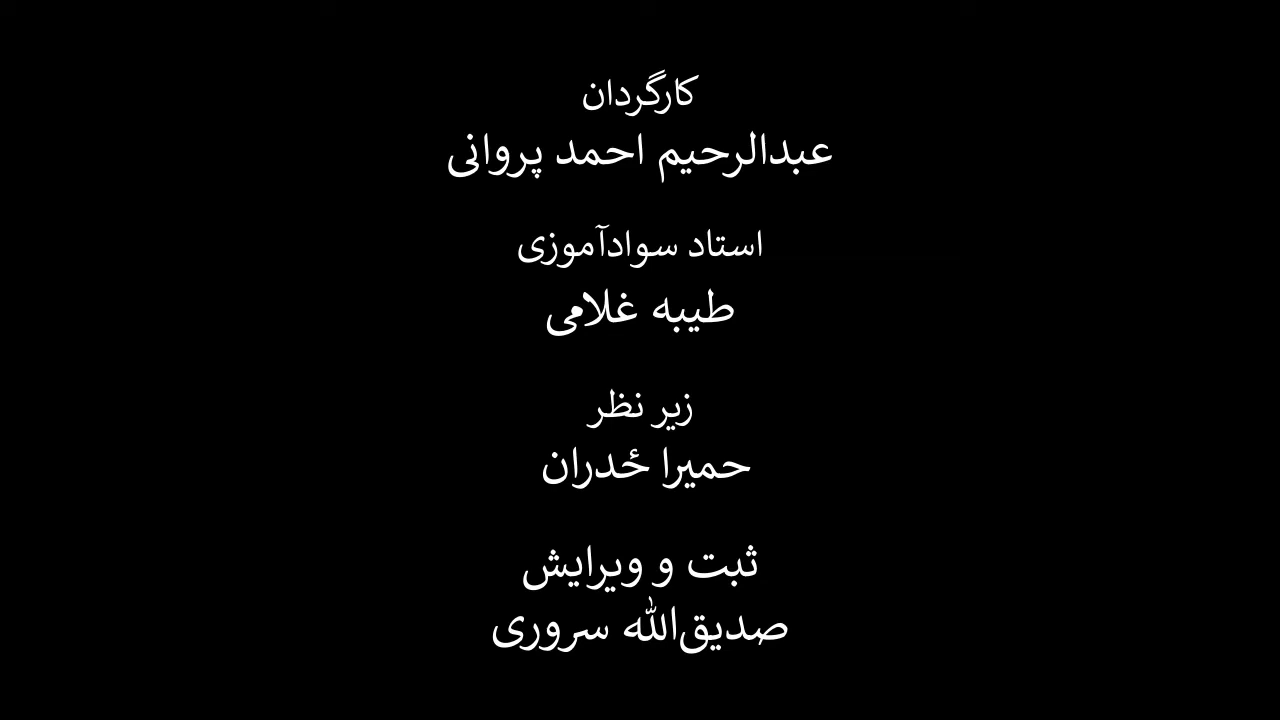 کارگردان
عبدالرحیم احمد پروانی
استاد سوادآموزی
طیبه غلامی
زیر نظر
حمیرا ځدران
ثبت و ویرایش
صدیق‌الله سروری